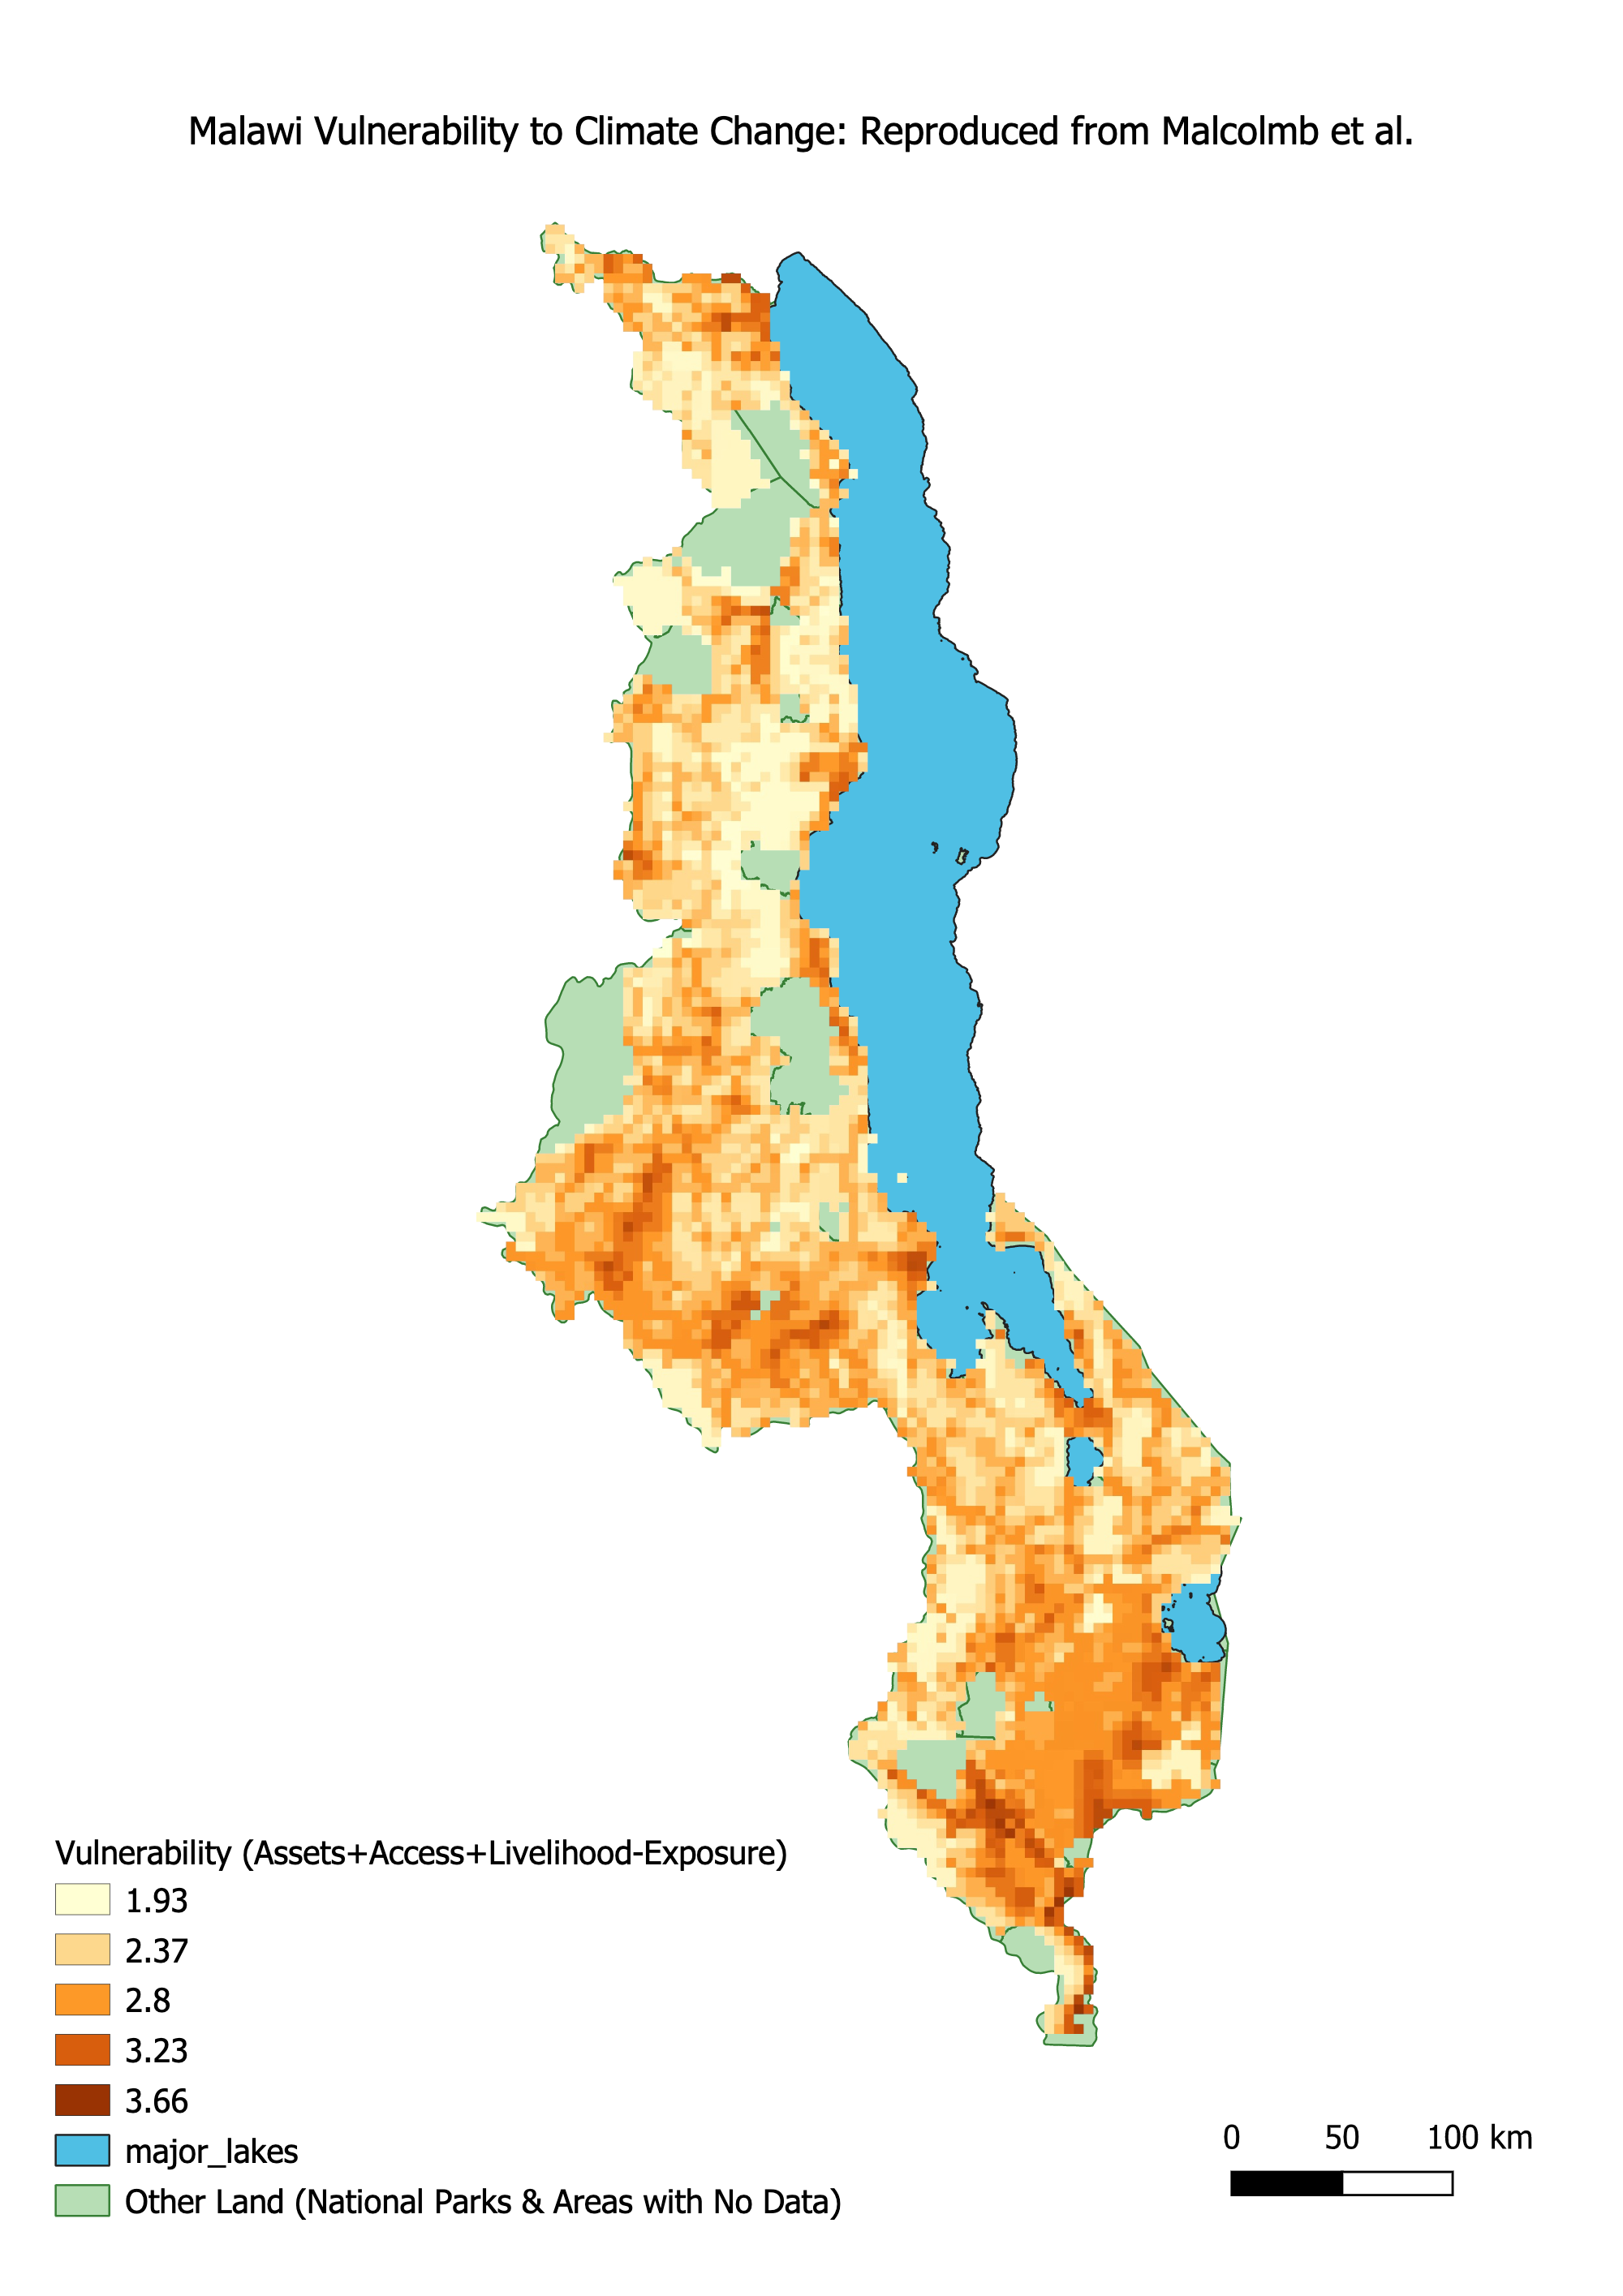 Malawi Vulnerability to Climate Change: Reproduced from Malcolmb et al.
Vulnerability (Assets+Access+Livelihood-Exposure)
1.93
2.37
2.8
3.23
3.66
major_lakes
Other Land (National Parks & Areas with No Data)
0 50 100 km